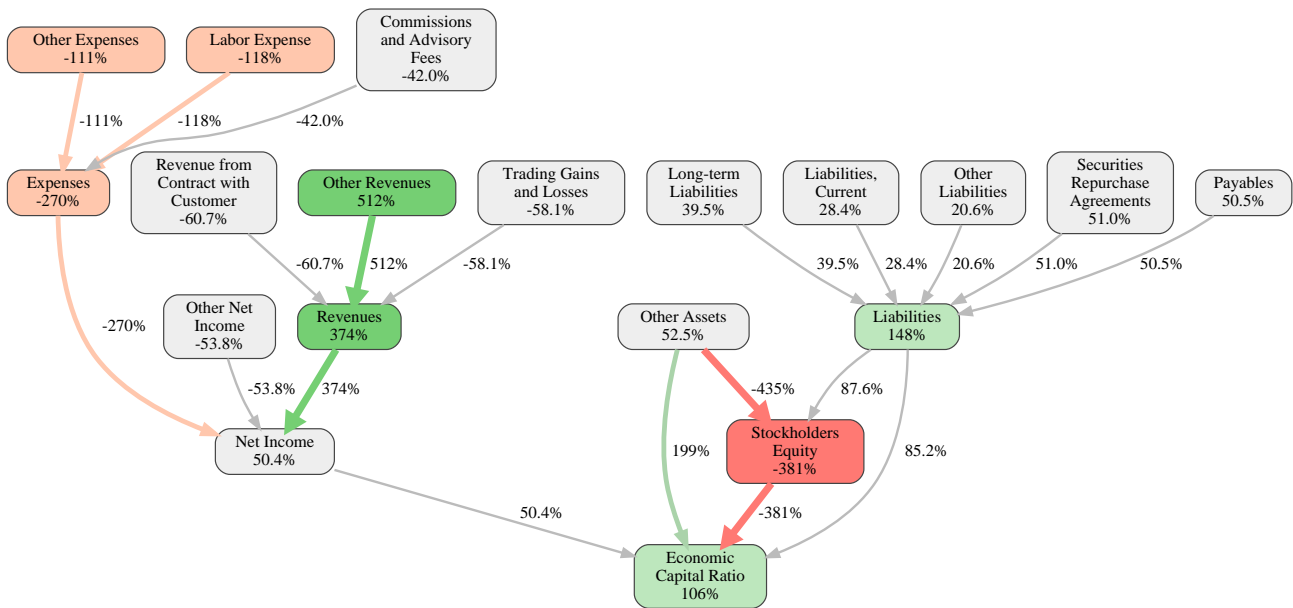 Other Expenses
-111%
Labor Expense
-118%
Commissions
and Advisory
Fees
-42.0%
-111%
-118%
-42.0%
Expenses
-270%
Revenue from
Contract with
Customer
-60.7%
Other Revenues
512%
Trading Gains
and Losses
-58.1%
Long-term
Liabilities
39.5%
Liabilities,
Current
28.4%
Other
Liabilities
20.6%
Securities
Repurchase
Agreements
51.0%
Payables
50.5%
-60.7%
512%
-58.1%
39.5%
28.4%
20.6%
51.0%
50.5%
-270%
Other Net
Income
-53.8%
Revenues
374%
Other Assets
52.5%
Liabilities
148%
-53.8%
374%
-435%
87.6%
Net Income
50.4%
199%
Stockholders
Equity
-381%
85.2%
50.4%
-381%
Economic
Capital Ratio
106%